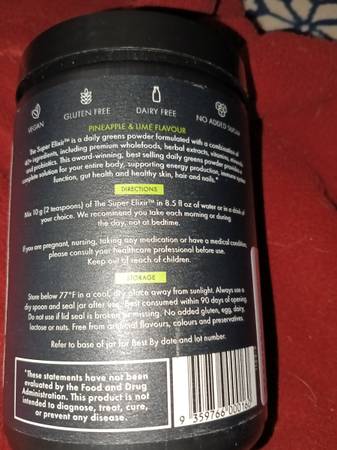 VEGAN
GLUTEN FREE
DAIRY FREE
NO ADDED SUGAR
PINEAPPLE & LIME FLAVOUR
The Super Elixir™ is a daily greens powder formulated with a combination of
40+ ingredients, including premium wholefoods, herbal extracts, vitamins, minerals
and probiotics. This award-winning, best selling daily greens powder provides a
complete solution for your entire body, supporting energy production, immune system
function, gut health and healthy skin, hair and nails.*
DIRECTIONS
Mix 10 g (2 teaspoons) of The Super Elixir™ in 8.5 fl oz of water or in a drink of
your choice. We recommend you take each morning or during
the day, not at bedtime.
If you are pregnant, nursing, taking any medication or have a medical condition,
please consult your healthcare professional before use.
Keep out of reach of children.
STORAGE
Store below 77°F in a cool, dry place away from sunlight. Always use a
dry spoon and seal jar after use. Best consumed within 90 days of opening.
Do not use if lid seal is broken or missing. No added gluten, egg, dairy,
lactose or nuts. Free from artificial flavours, colours and preservatives.
Refer to base of jar for Best By date and lot number.
*These statements have not been
evaluated by the Food and Drug
Administration. This product is not
intended to diagnose, treat, cure,
or prevent any disease.
9 359766 000160